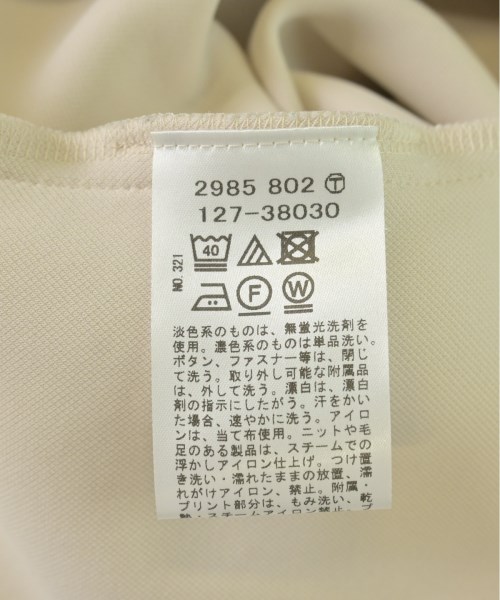 2985 802 Ⓣ
127-38030
NO.321
40
F
W
淡色系のものは、無蛍光洗剤を
使用。濃色系のものは単品洗い。
ボタン、ファスナー等は、閉じ
て洗う。取り外し可能な附属品
は、外して洗う。漂白は、漂白
剤の指示にしたがう。汗をかい
た場合、速やかに洗う。アイロ
ンは、当て布使用。ニットや毛
足のある製品は、スチームでの
浮かしアイロン仕上げ。つけ置
き洗い・濡れたままの放置、濡
れがけアイロン、禁止。附属・
プリント部分は、もみ洗い、乾